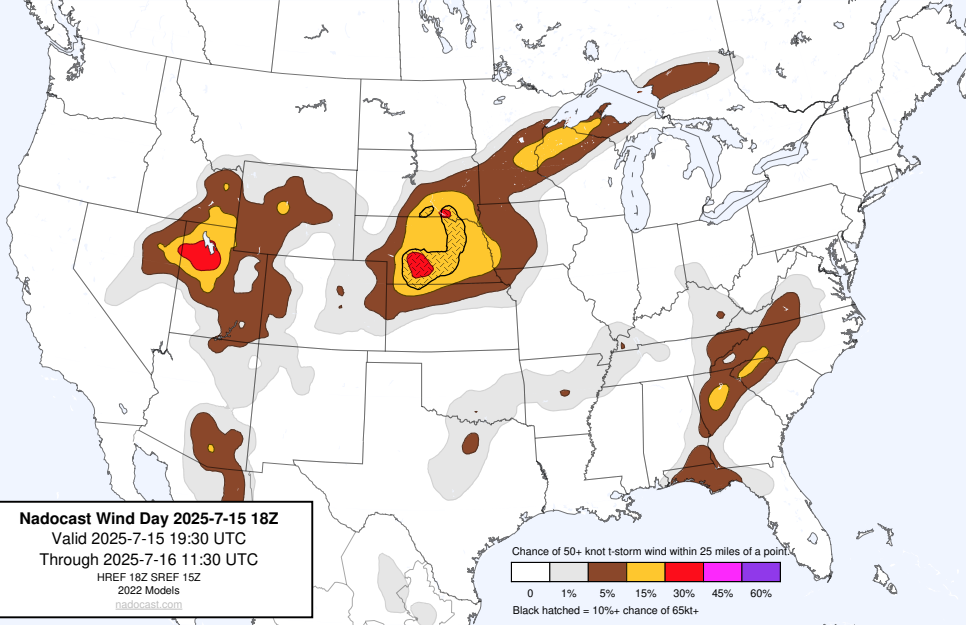 Nadocast Wind Day 2025-7-15 18Z
Valid 2025-7-15 19:30 UTC
Through 2025-7-16 11:30 UTC
HREF 18Z SREF 15Z
2022 Models
nadocast.com
Chance of 50+ knot t-storm wind within 25 miles of a point.
0 1% 5% 15% 30% 45% 60%
Black hatched = 10%+ chance of 65kt+